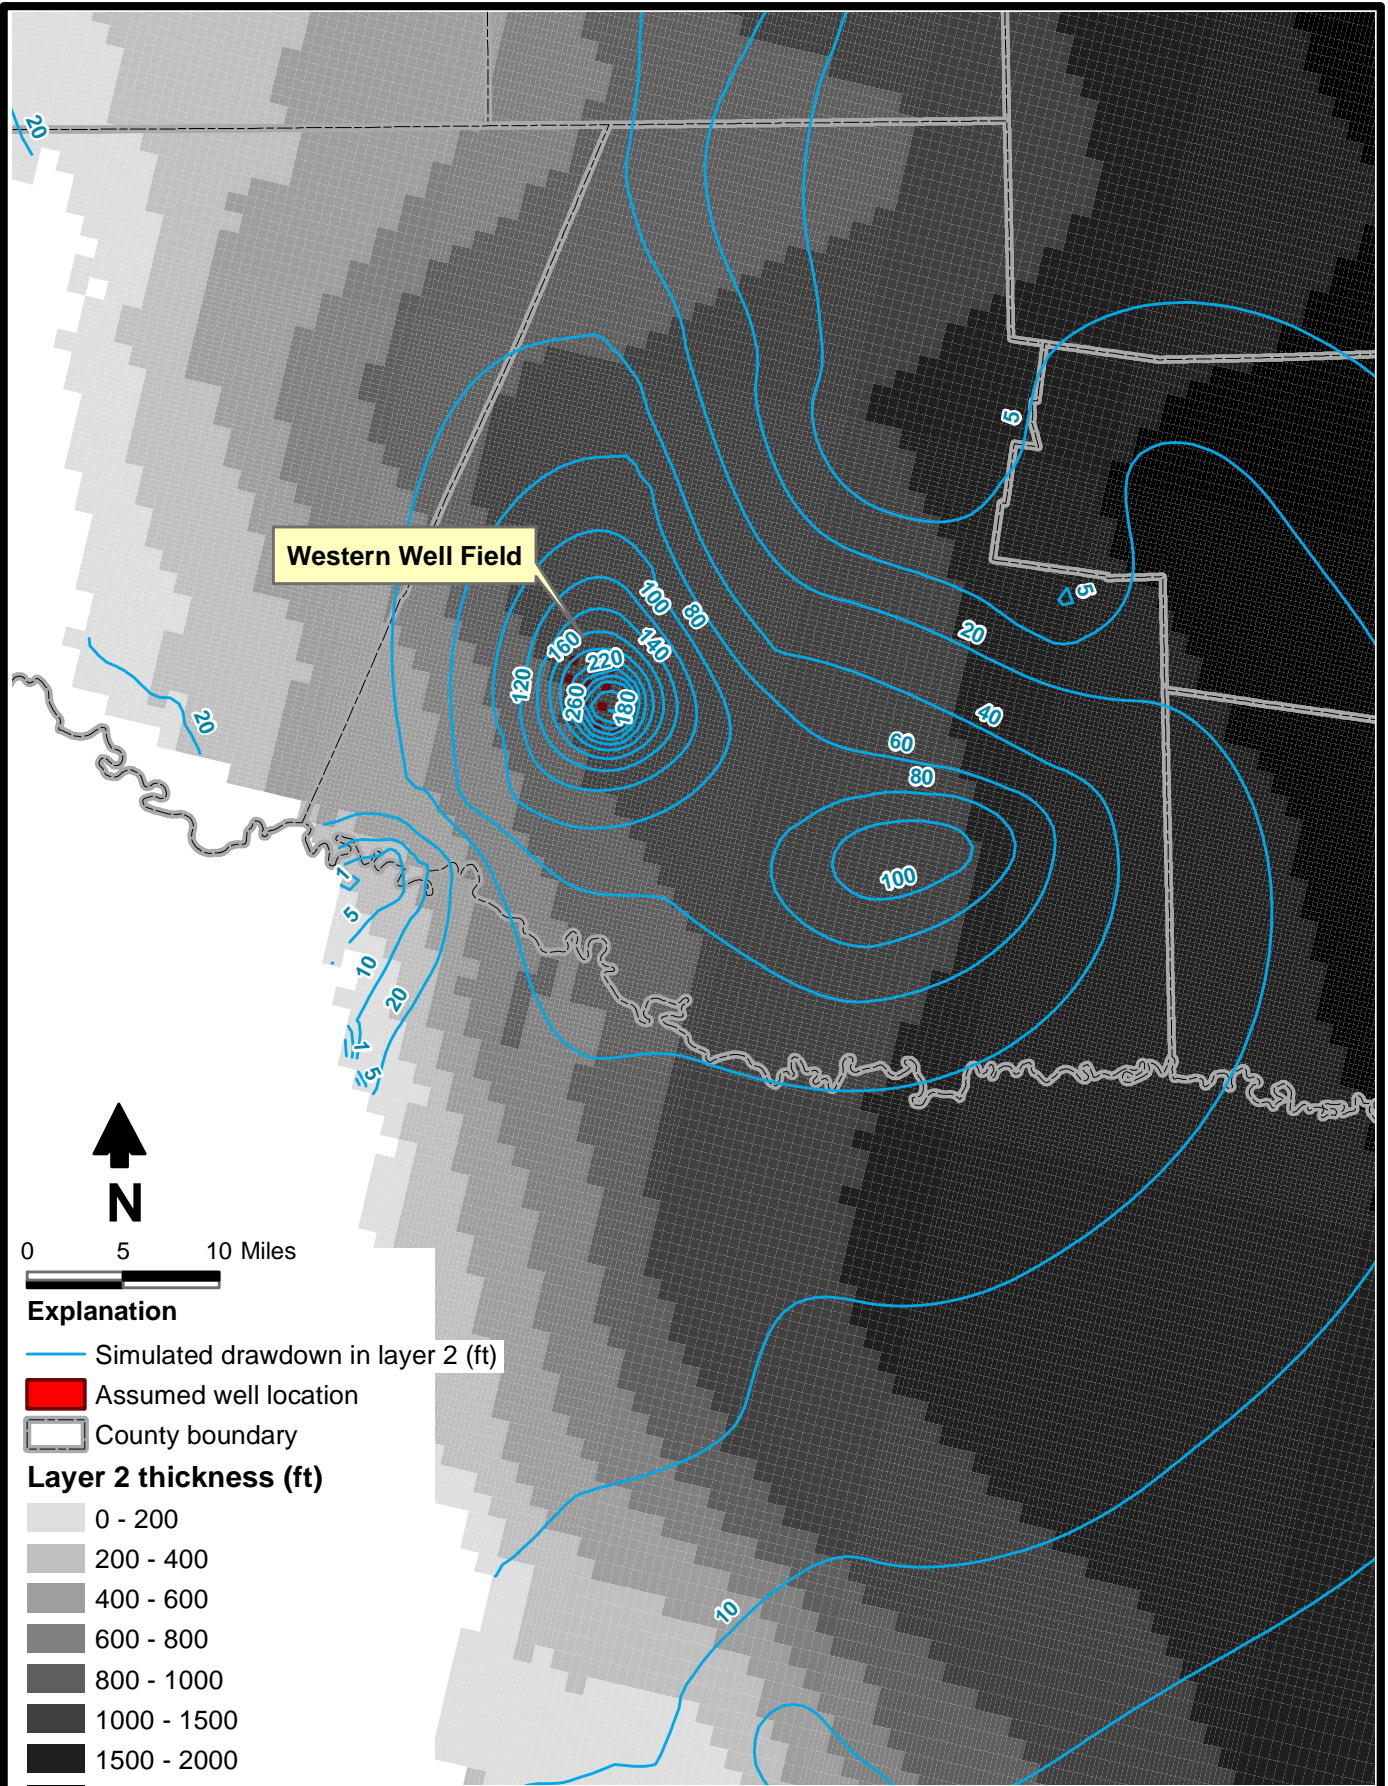 20
5
Western Well Field
100
80
5
20
160
140
220
120
260
180
40
20
60
80
1
100
5
10
20
1
5
N
0 5 10 Miles
Explanation
Simulated drawdown in layer 2 (ft)
Assumed well location
County boundary
Layer 2 thickness (ft)
0 - 200
200 - 400
400 - 600
10
600 - 800
800 - 1000
1000 - 1500
1500 - 2000